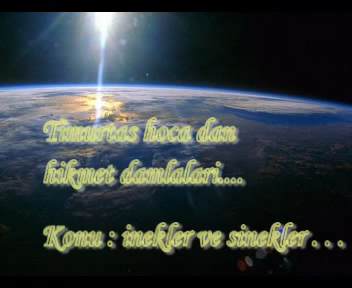 Timurtas hoca dan
hikmet damlalari....
Konu : inekler ve sinekler . . .